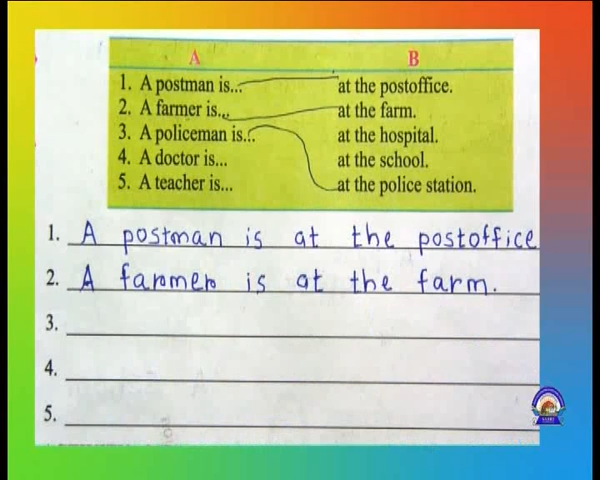 A B
1. A postman is... at the postoffice.
2. A farmer is... at the farm.
3. A policeman is... at the hospital.
4. A doctor is... at the school.
5. A teacher is... at the police station.
1. A postman is at the postoffice
2. A farmer is at the farm.
3.
4.
5.